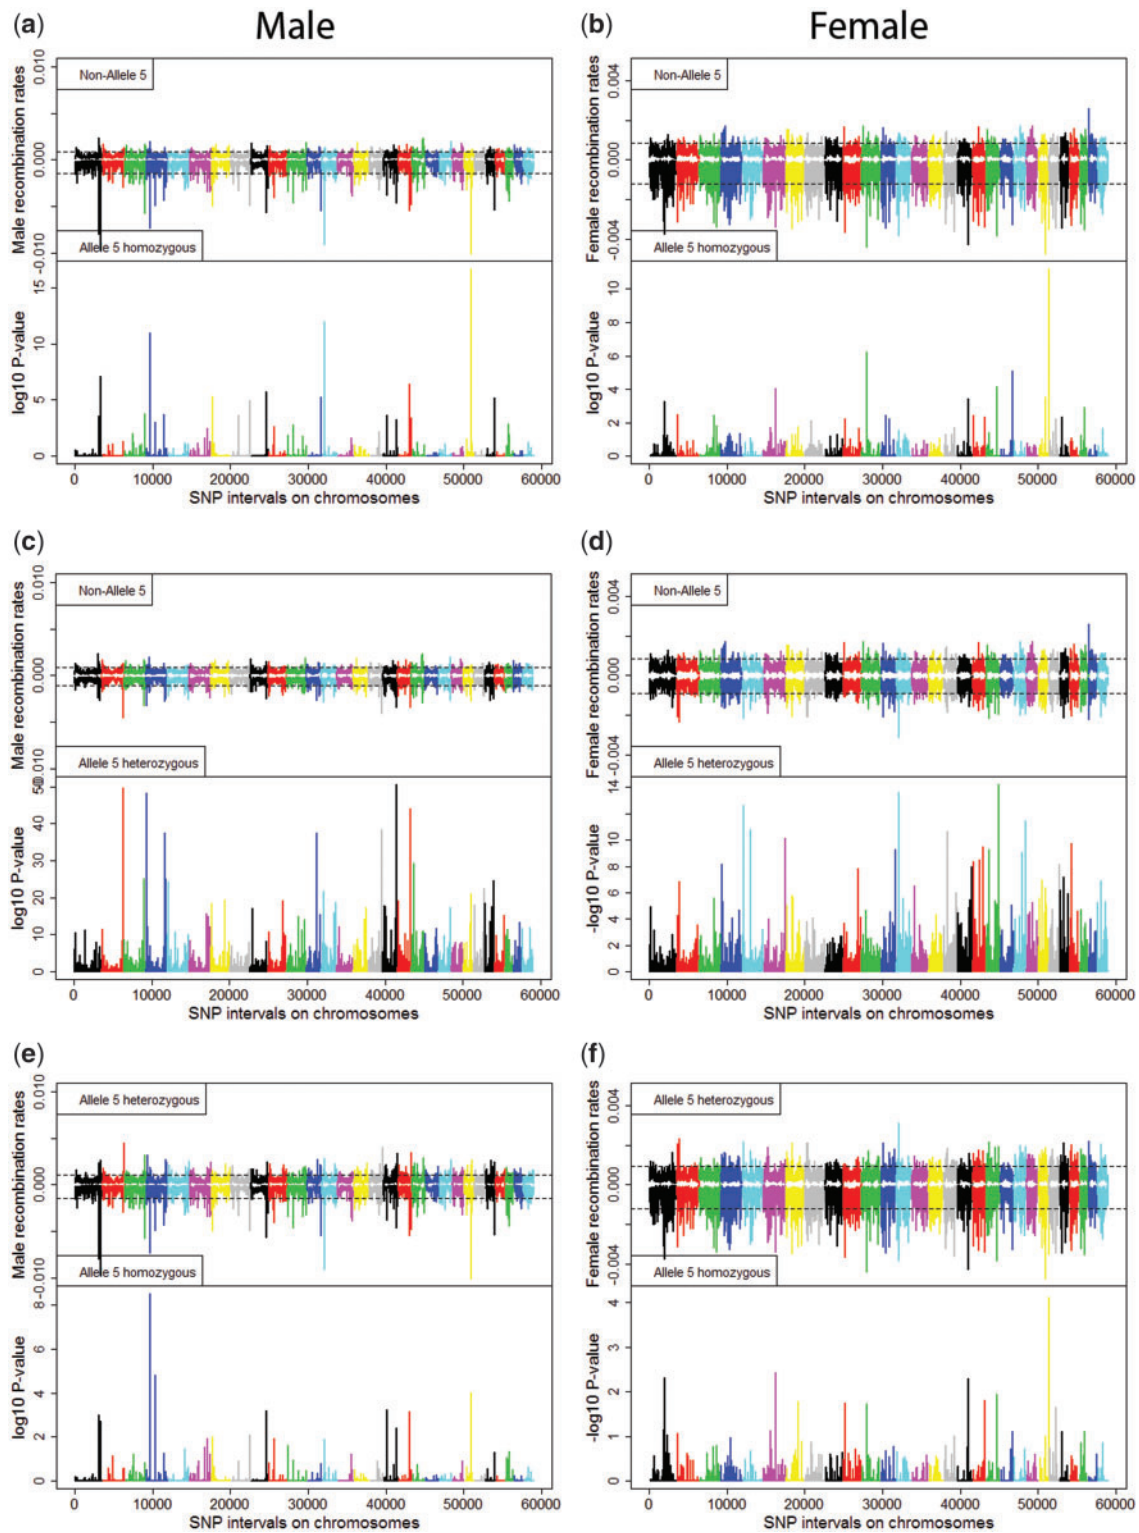 (a) Male (b) Female
Male recombination rates
0.010
0.000
-0.010
Non-Allele 5
Allele 5 homozygous
log10 P-value
15
10
5
0
0 10000 20000 30000 40000 50000 60000
SNP intervals on chromosomes
Female recombination rates
0.004
0.000
-0.004
Non-Allele 5
Allele 5 homozygous
log10 P-value
10
8
6
4
2
0
0 10000 20000 30000 40000 50000 60000
SNP intervals on chromosomes
(c)
Male recombination rates
0.010
0.000
-0.010
Non-Allele 5
Allele 5 heterozygous
log10 P-value
50
40
30
20
10
0
0 10000 20000 30000 40000 50000 60000
SNP intervals on chromosomes
(d)
Female recombination rates
0.004
0.000
-0.004
Non-Allele 5
Allele 5 heterozygous
-log10 P-value
14
10
8
6
4
2
0
0 10000 20000 30000 40000 50000 60000
SNP intervals on chromosomes
(e)
Male recombination rates
0.010
0.000
-0.010
Allele 5 heterozygous
Allele 5 homozygous
log10 P-value
8
6
4
2
0
0 10000 20000 30000 40000 50000 60000
SNP intervals on chromosomes
(f)
Female recombination rates
0.004
0.000
-0.004
Allele 5 heterozygous
Allele 5 homozygous
-log10 P-value
4
3
2
1
0
0 10000 20000 30000 40000 50000 60000
SNP intervals on chromosomes